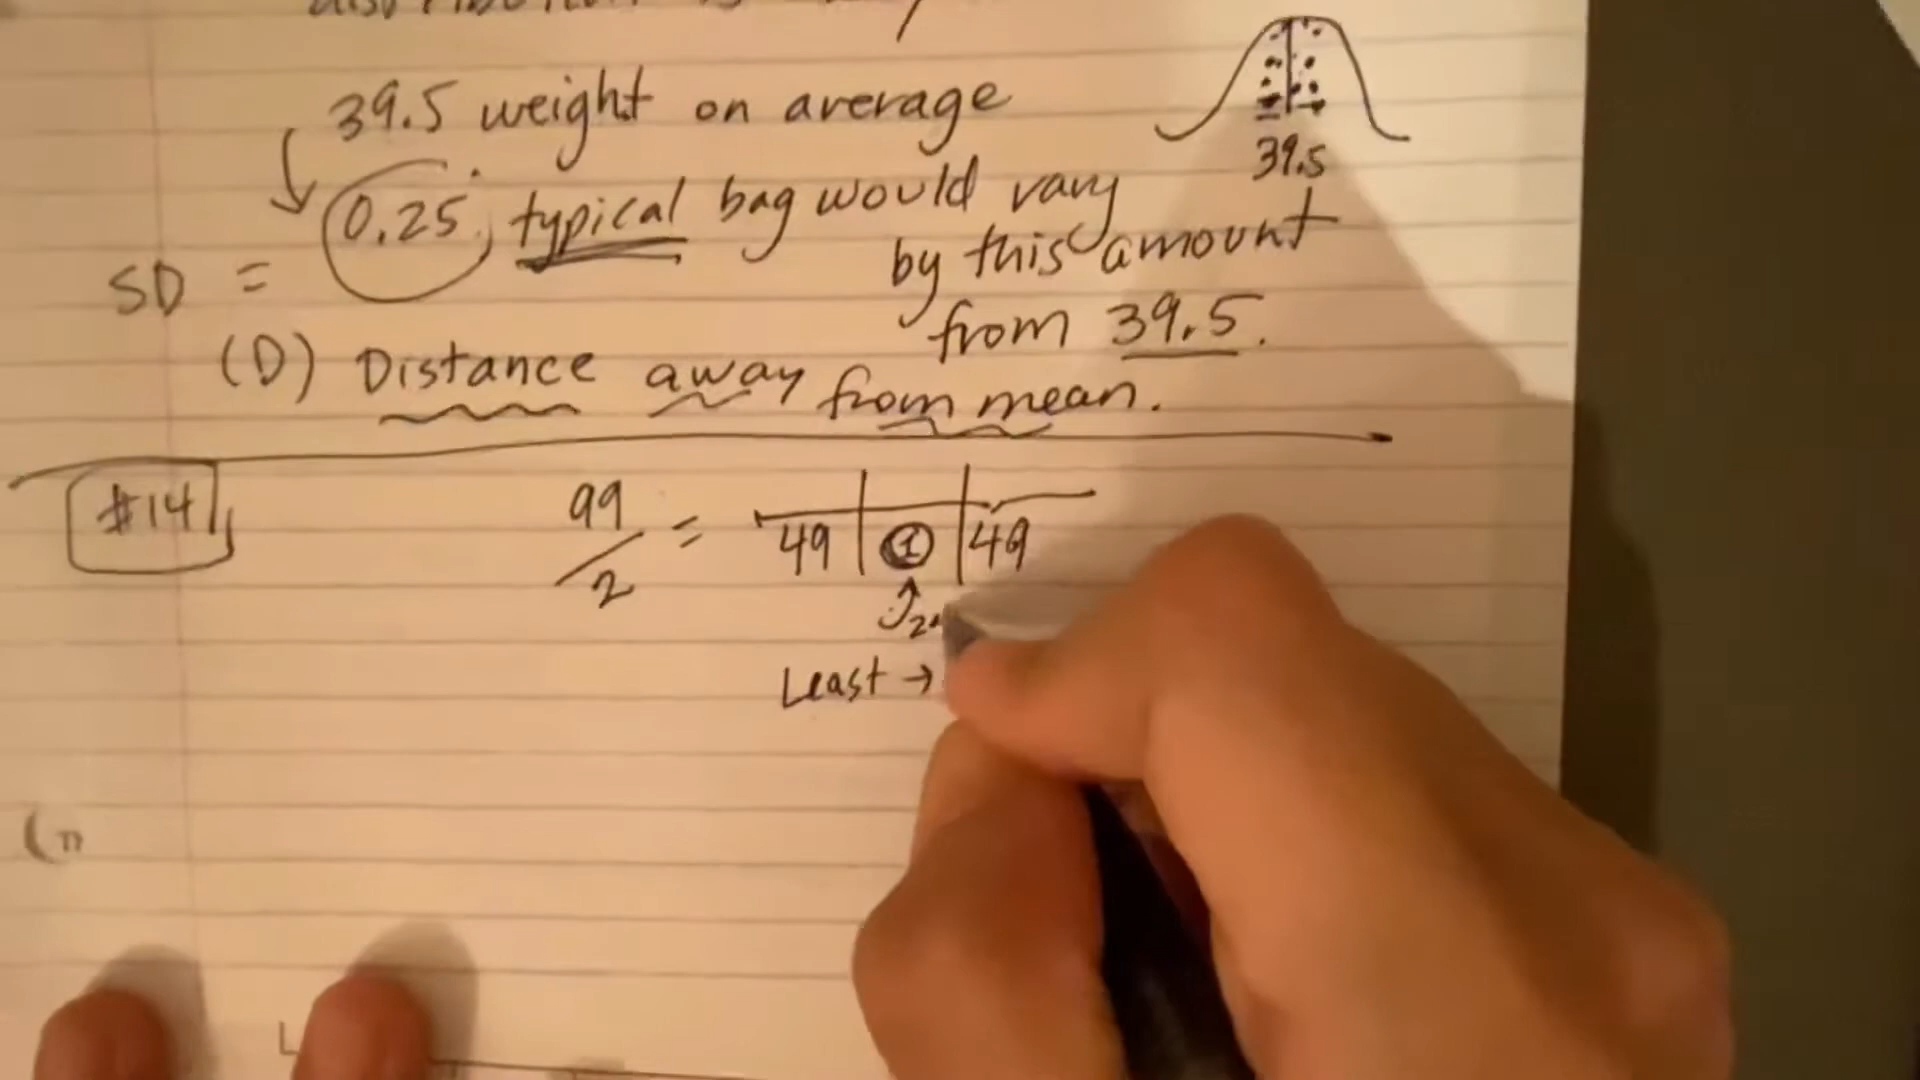 39.5 weight on average
39.5
0.25, typical bag would vary
SD =
by this amount
from 39.5.
(D) Distance away from mean.
#14
99
/2 = 49 | 1 | 49
Least →